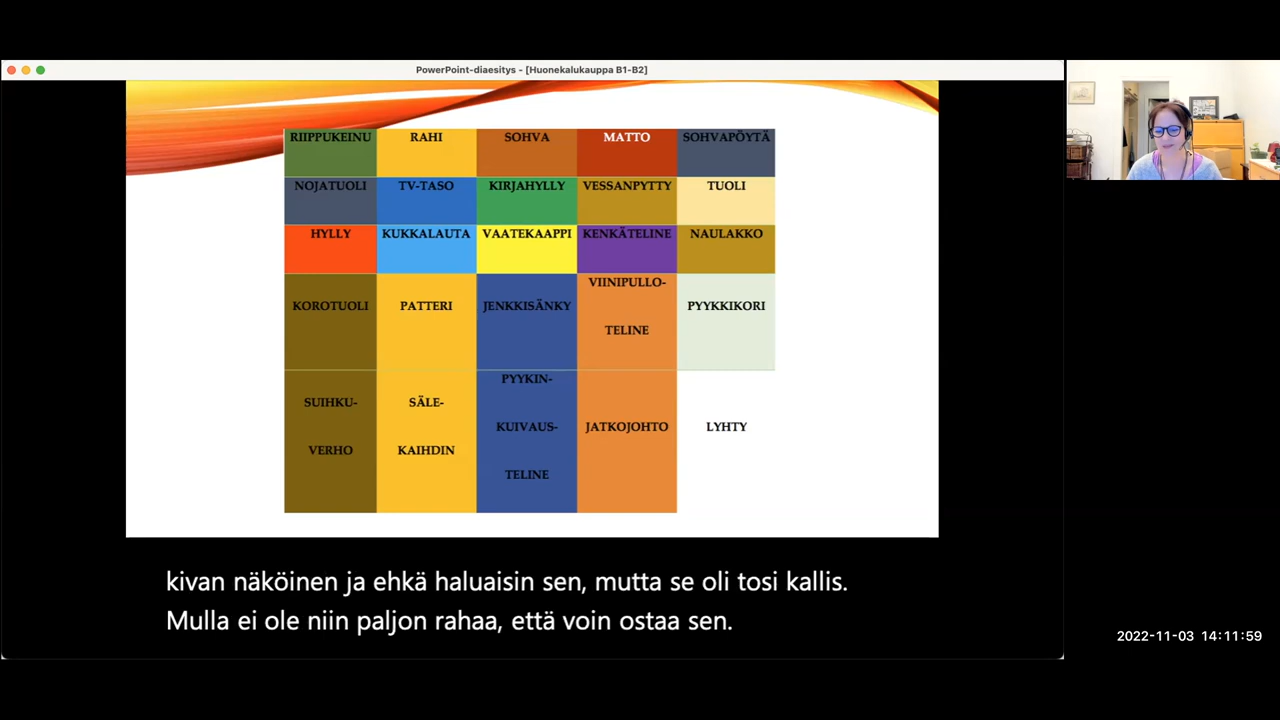 PowerPoint-diaesitys - [Huonekalukauppa B1-B2]
RIIPPUKEINU RAHI SOHVA MATTO SOHVAPÖYTÄ
NOJATUOLI TV-TASO KIRJAHYLLY VESSANPYTTY TUOLI
HYLLY KUKKALAUTA VAATEKAAPPI KENKÄTELINE NAULAKKO
KOROTUOLI PATTERI JENKKISÄNKY VIINIPULLO-
TELINE PYYKKIKORI
SUIHKU-
VERHO
SÄLE-
KAIHDIN
PYYKIN-
KUIVAUS-
TELINE
JATKOJOHTO
LYHTY
kivan näköinen ja ehkä haluaisin sen, mutta se oli tosi kallis.
Mulla ei ole niin paljon rahaa, että voin ostaa sen.
2022-11-03 14:11:59